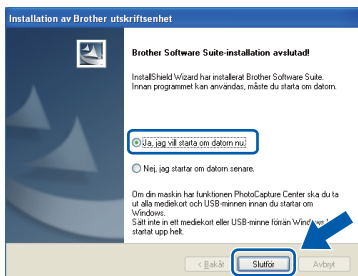 Installation av Brother utskriftsenhet
Brother Software Suite-installation avslutad!
InstallShield Wizard har installerat Brother Software Suite.
Innan programmet kan användas, måste du starta om datorn.
Ja, jag vill starta om datorn nu.
Nej, jag startar om datorn senare.
Om din maskin har funktionen PhotoCapture Center ska du ta
ut alla mediekort och USB-minnen innan du startar om
Windows.
Sätt inte in ett mediekort eller USB-minne förrän
startat upp helt.
< Bakåt
Slutför
Avbryt